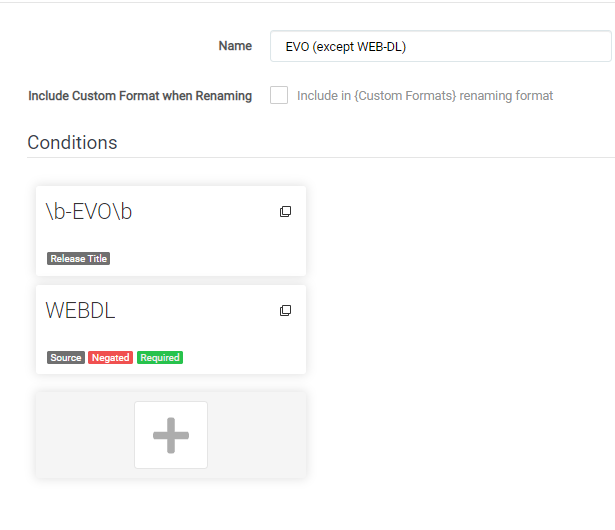 Name EVO (except WEB-DL)
Include Custom Format when Renaming Include in {Custom Formats} renaming format
Conditions
\b-EVO\b
Release Title
WEBDL
Source Negated Required